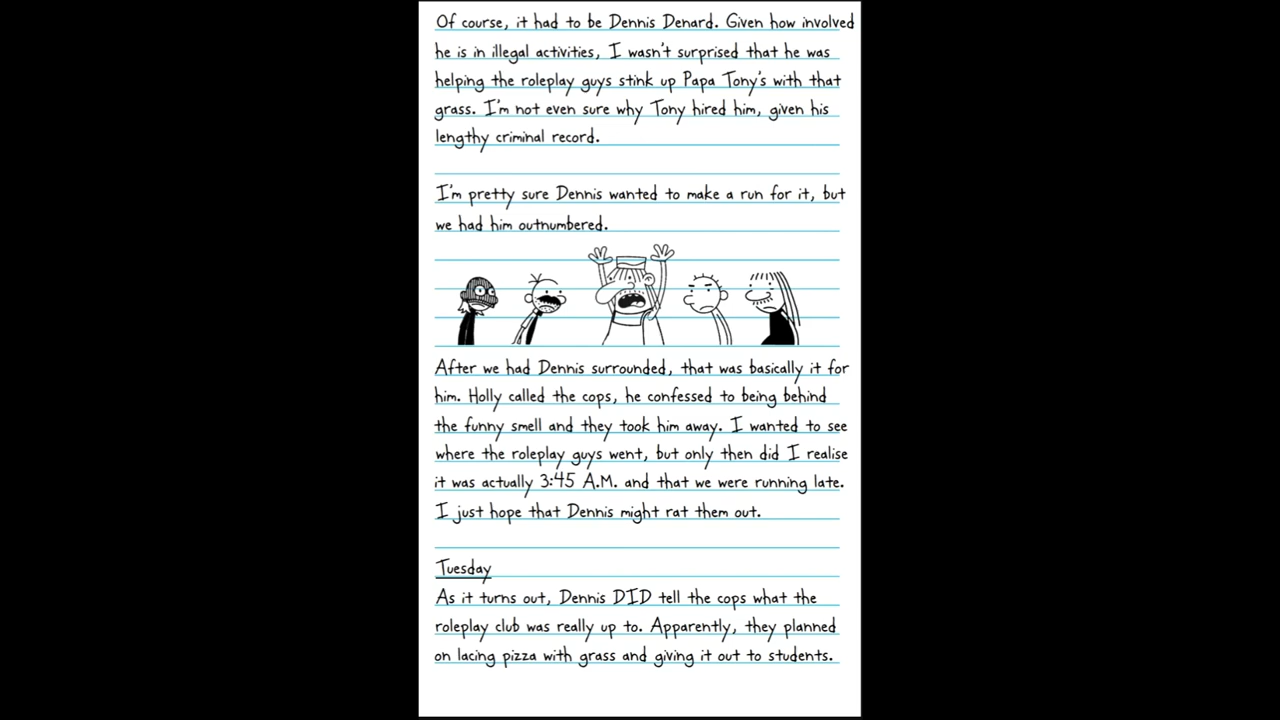 Of course, it had to be Dennis Denard. Given how involved
he is in illegal activities, I wasn't surprised that he was
helping the roleplay guys stink up Papa Tony's with that
grass. I'm not even sure why Tony hired him, given his
lengthy criminal record.
I'm pretty sure Dennis wanted to make a run for it, but
we had him outnumbered.
After we had Dennis surrounded, that was basically it for
him. Holly called the cops, he confessed to being behind
the funny smell and they took him away. I wanted to see
where the roleplay guys went, but only then did I realise
it was actually 3:45 A.M. and that we were running late.
I just hope that Dennis might rat them out.
Tuesday
As it turns out, Dennis DID tell the cops what the
roleplay club was really up to. Apparently, they planned
on lacing pizza with grass and giving it out to students.